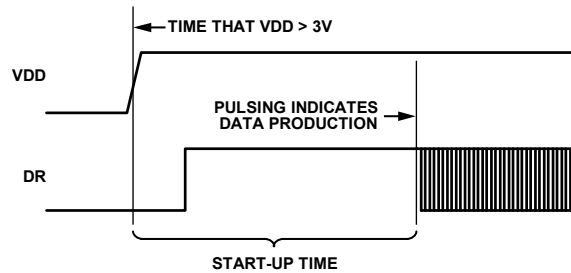 TIME THAT VDD > 3V
VDD
PULSING INDICATES
DATA PRODUCTION
DR
START-UP TIME